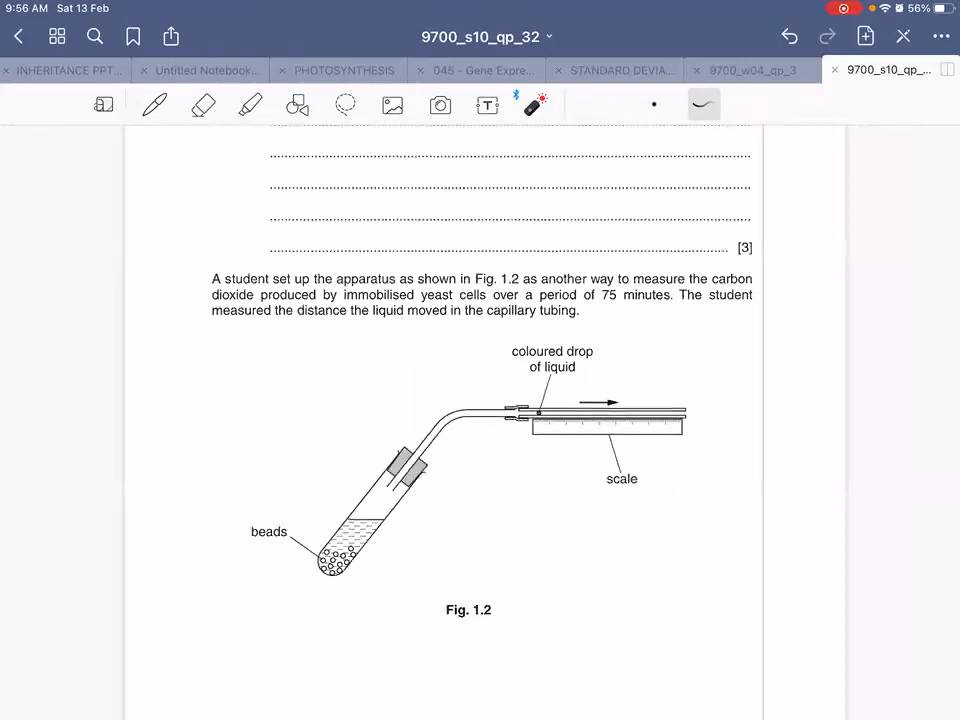 9:56 AM Sat 13 Feb
56%
9700_s10_qp_32
INHERITANCE PPT...
Untitled Notebook...
PHOTOSYNTHESIS
045 - Gene Expre...
STANDARD DEVIA...
9700_w04_qp_3
9700_s10_qp_...
[3]
A student set up the apparatus as shown in Fig. 1.2 as another way to measure the carbon
dioxide produced by immobilised yeast cells over a period of 75 minutes. The student
measured the distance the liquid moved in the capillary tubing.
coloured drop
of liquid
scale
beads
Fig. 1.2